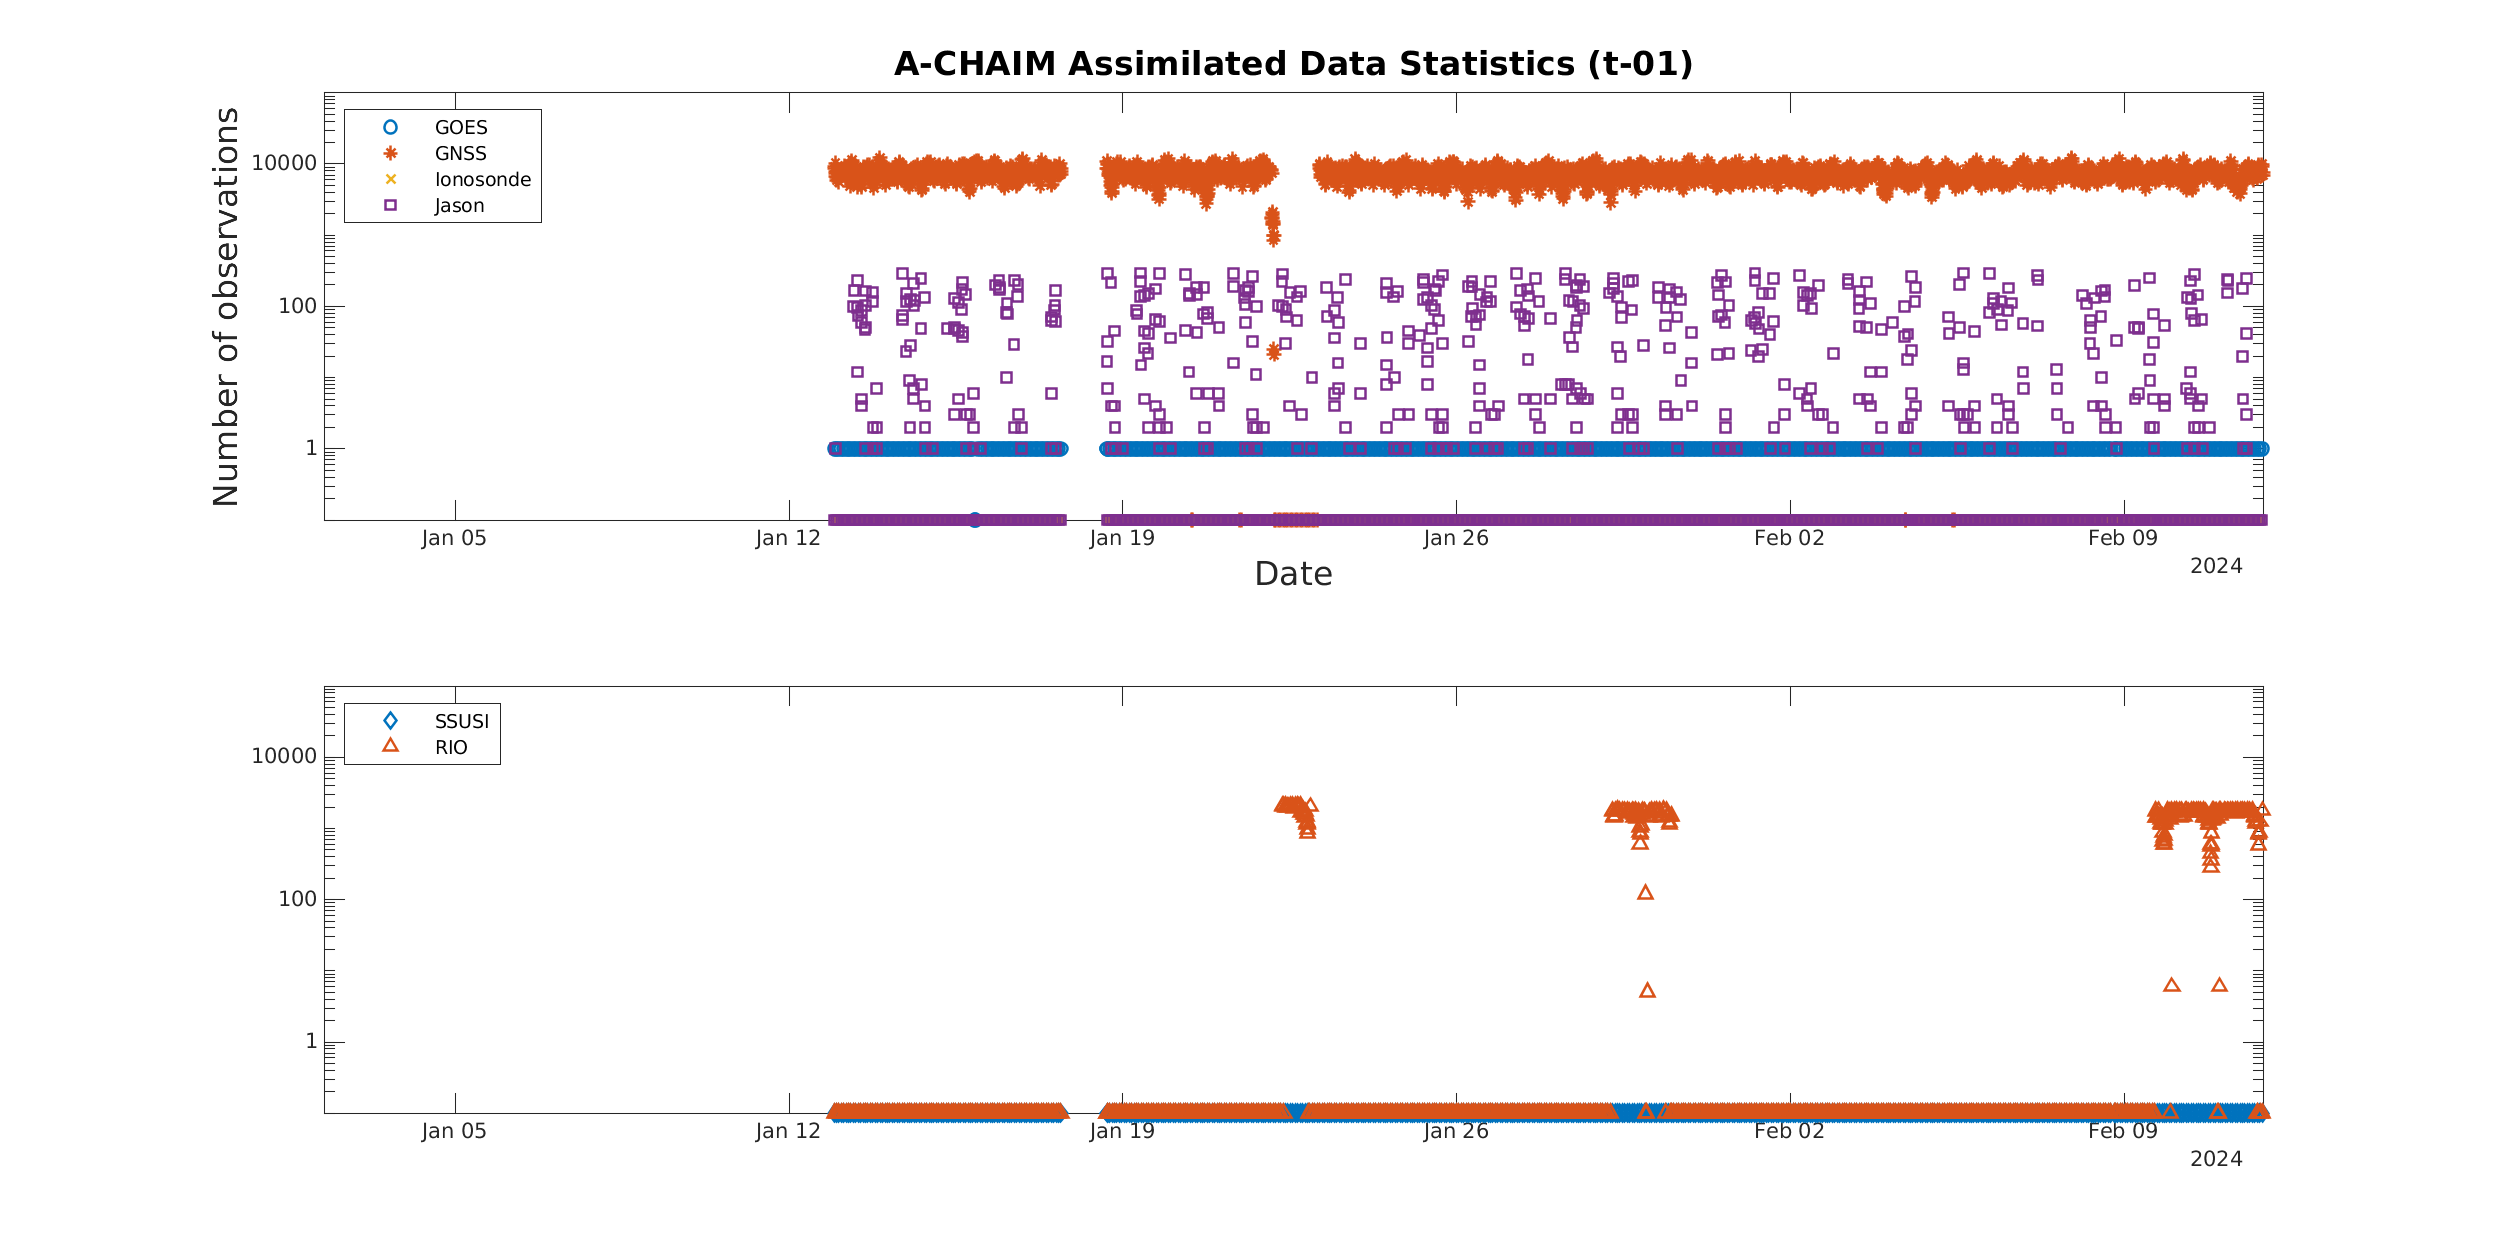 A-CHAIM Assimilated Data Statistics (t-01)
Number of observations
10000
100
1
GOES
GNSS
Ionosonde
Jason
Jan 05
Jan 12
Jan 19
Jan 26
Feb 02
Feb 09
2024
Date
10000
100
1
SSUSI
RIO
Jan 05
Jan 12
Jan 19
Jan 26
Feb 02
Feb 09
2024